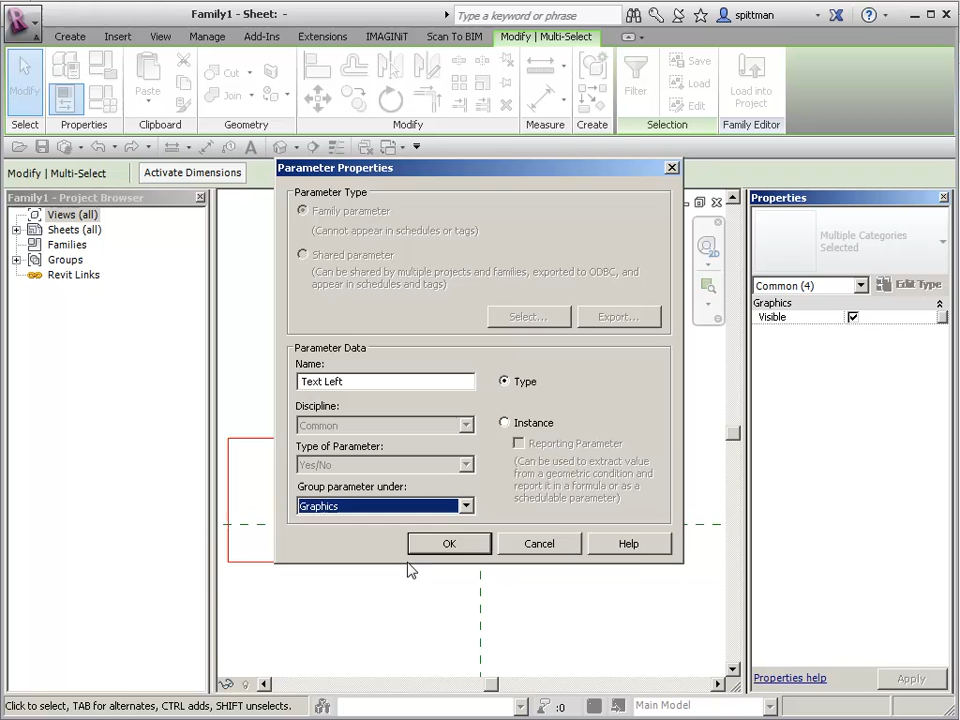 Family1 - Sheet: -
Type a keyword or phrase
spittman
Create Insert View Manage Add-Ins Extensions IMAGINiT Scan To BIM Modify | Multi-Select
Modify
Paste
Cut
Join
Filter
Save
Load
Edit
Load into
Project
Select Properties Clipboard Geometry Modify Measure Create Selection Family Editor
Modify | Multi-Select
Activate Dimensions
Family1 - Project Browser
Views (all)
Sheets (all)
Families
Groups
Revit Links
Parameter Properties
Parameter Type
Family parameter
(Cannot appear in schedules or tags)
Shared parameter
(Can be shared by multiple projects and families, exported to ODBC, and
appear in schedules and tags)
Select...
Export...
Parameter Data
Name:
Text Left
Discipline:
Common
Type of Parameter:
Yes/No
Group parameter under:
Graphics
Type
Instance
Reporting Parameter
(Can be used to extract value
from a geometric condition and
report it in a formula or as a
schedulable parameter)
OK
Cancel
Help
2D
Properties
Multiple Categories
Selected
Common (4)
Edit Type
Graphics
Visible
Properties help
Apply
Click to select, TAB for alternates, CTRL adds, SHIFT unselects.
:0
Main Model